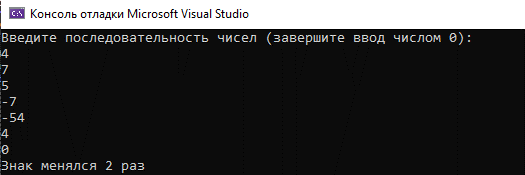 Консоль отладки Microsoft Visual Studio
Введите последовательность чисел (завершите ввод числом 0):
4
7
5
-7
-54
4
0
Знак менялся 2 раз